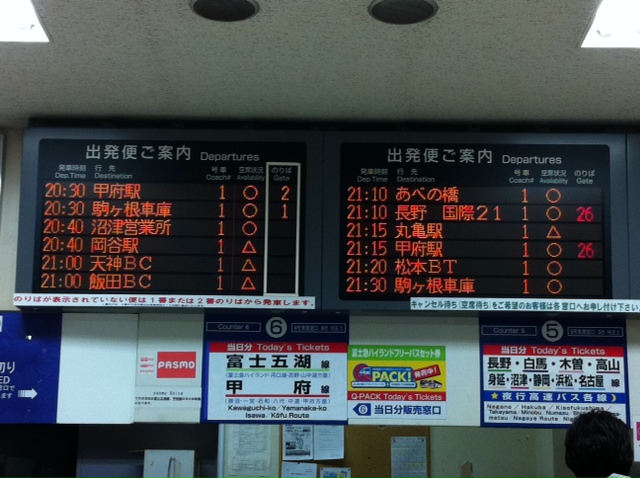 出発便ご案内 Departures
発車時刻 行先 号車 空席状況 のりば
Dep.Time Destination Coach# Availability Gate
20:30 甲府駅 1 ○ 2
20:30 駒ヶ根車庫 1 ○ 1
20:40 沼津営業所 1 ○
20:40 岡谷駅 1 △
21:00 天神BC 1 △
21:00 飯田BC 1 △
のりばが表示されていない便は1番または2番のりばから発車します。
出発便ご案内 Departures
発車時刻 行先 号車 空席状況 のりば
Dep.Time Destination Coach# Availability Gate
21:10 あべの橋 1 ○
21:10 長野 国際21 1 ○ 26
21:15 丸亀駅 1 △
21:15 甲府駅 1 ○ 26
21:20 松本BT 1 ○
21:30 駒ヶ根車庫 1 ○
キャンセル待ち(空席待ち)をご希望のお客様は各窓口へお申し付け下さい
PASMO
Counter 6
6
当日分 Today's Tickets
富士五湖 線
甲府 線
Kawaguchi-ko/Yamanaka-ko
Isawa/Kōfu Route
富士急ハイランドフリーパスセット券
Q PACK! 発売中!
Q-PACK Today's Tickets
6 当日分販売窓口
Counter 5
5
当日分 Today's Tickets
長野・白馬・木曽・高山
身延・沼津・静岡・浜松・名古屋 線
★夜行高速バス各線